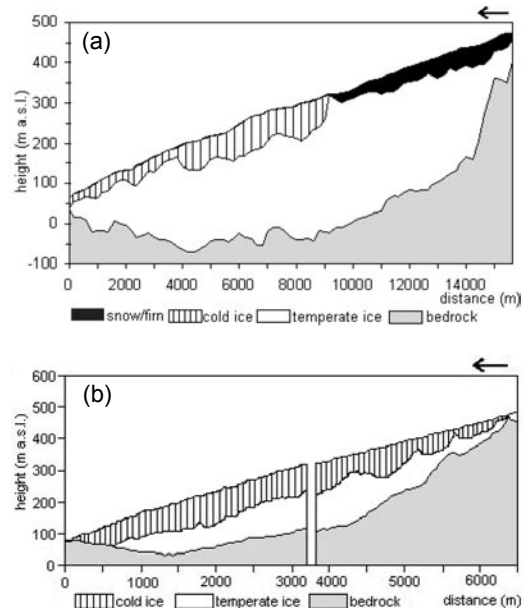 (a)
height (m a.s.l.)
500
400
300
200
100
0
-100
0 2000 4000 6000 8000 10000 12000 14000
distance (m)
snow/firn cold ice temperate ice bedrock
(b)
height (m a.s.l.)
600
500
400
300
200
100
0
0 1000 2000 3000 4000 5000 6000
distance (m)
cold ice temperate ice bedrock